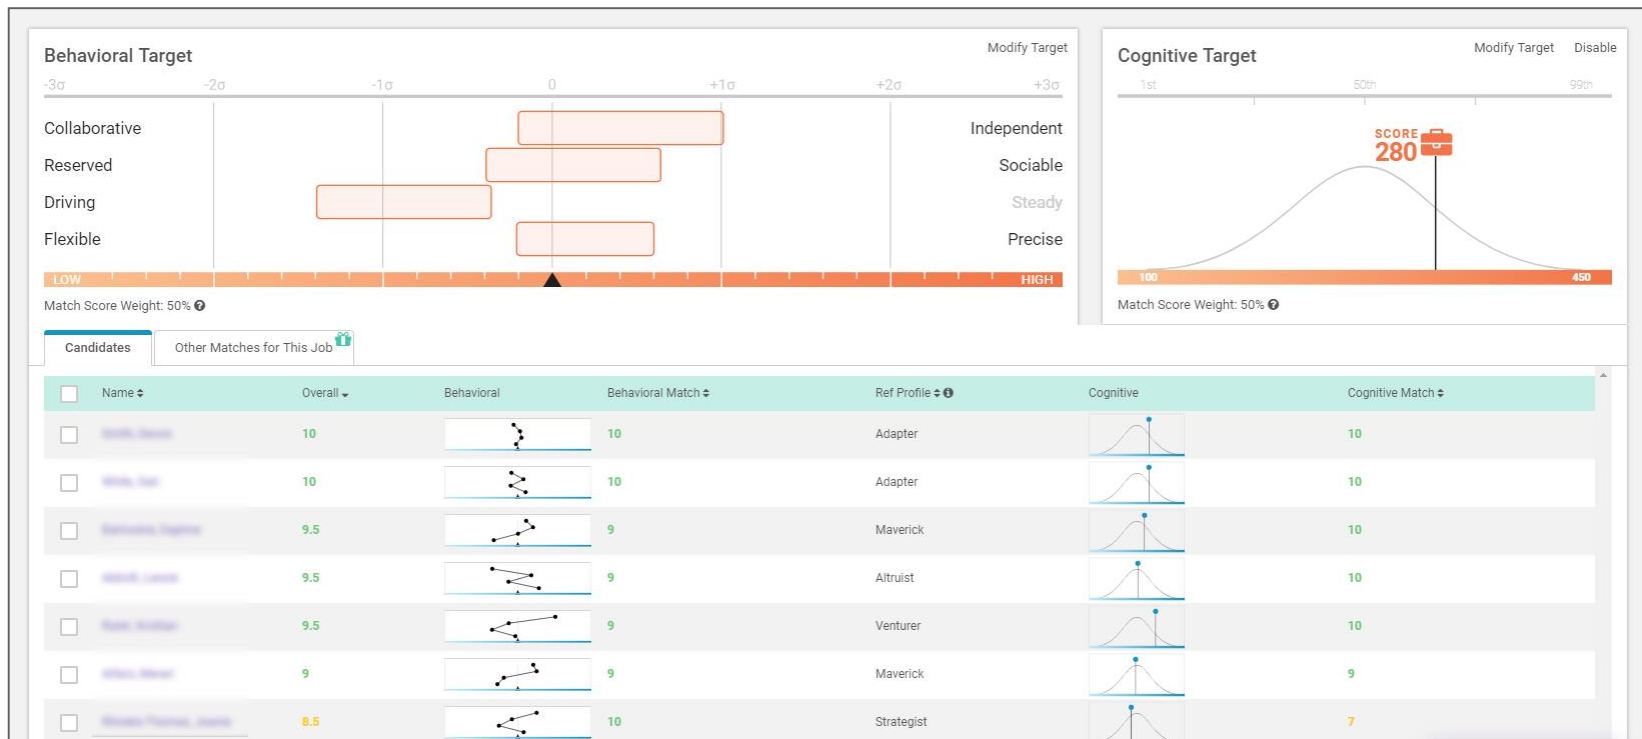 Behavioral Target
Modify Target
-3σ -2σ -1σ 0 +1σ +2σ +3σ
Collaborative Independent
Reserved Sociable
Driving Steady
Flexible Precise
LOW HIGH
Match Score Weight: 50% ?
Cognitive Target
Modify Target Disable
1st 50th 99th
SCORE
280
100 450
Match Score Weight: 50% ?
Candidates Other Matches for This Job
Name Overall Behavioral Behavioral Match Ref Profile Cognitive Cognitive Match
10 10 Adapter 10
10 10 Adapter 10
9.5 9 Maverick 10
9.5 9 Altruist 10
9.5 9 Venturer 10
9 9 Maverick 9
8.5 10 Strategist 7